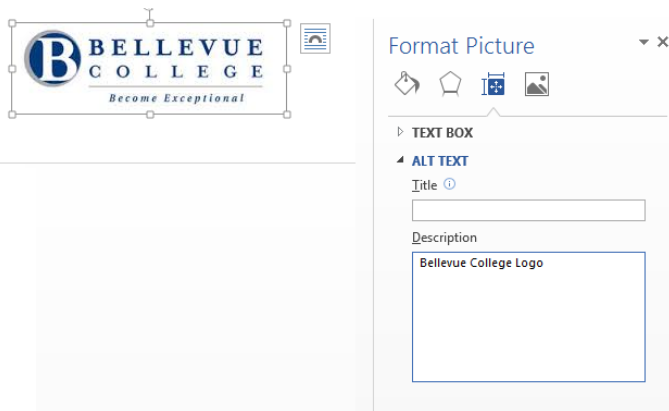 B BELLEVUE
COLLEGE
Become Exceptional
Format Picture
TEXT BOX
ALT TEXT
Title
Description
Bellevue College Logo